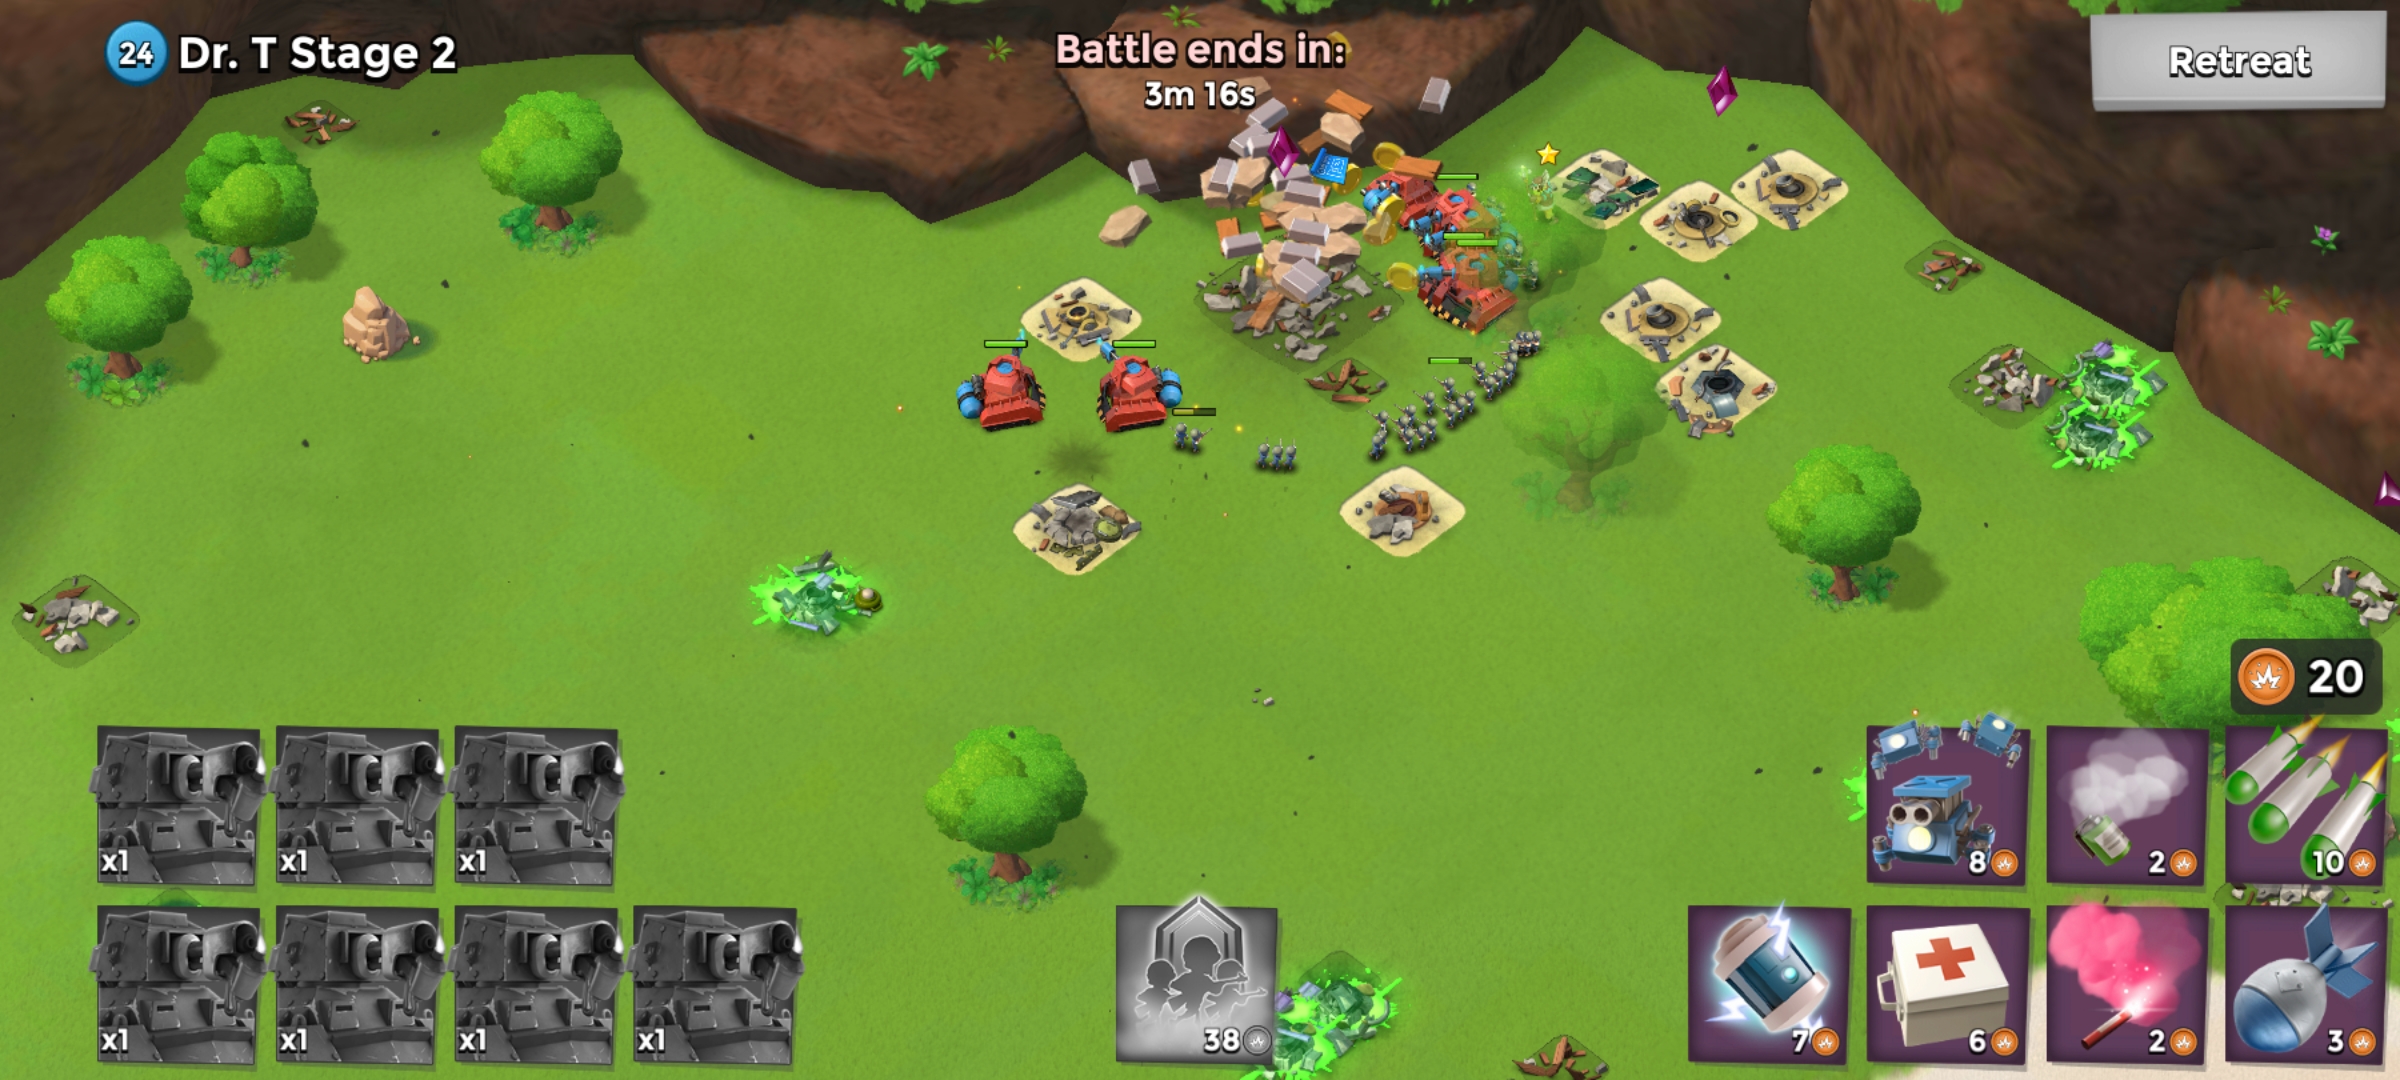 24 Dr. T Stage 2
Battle ends in:
3m 16s
Retreat
20
x1 x1 x1
8 2 10
x1 x1 x1 x1
38
7 6 2 3